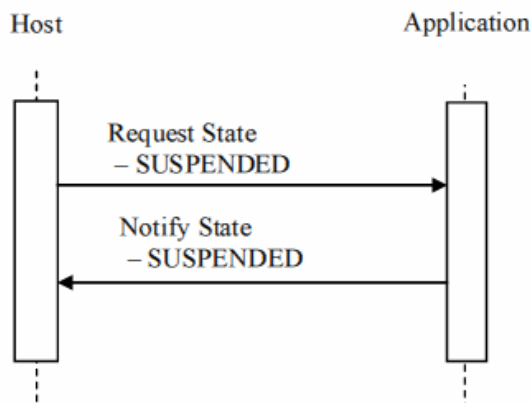 Host
Application
Request State
– SUSPENDED
Notify State
– SUSPENDED